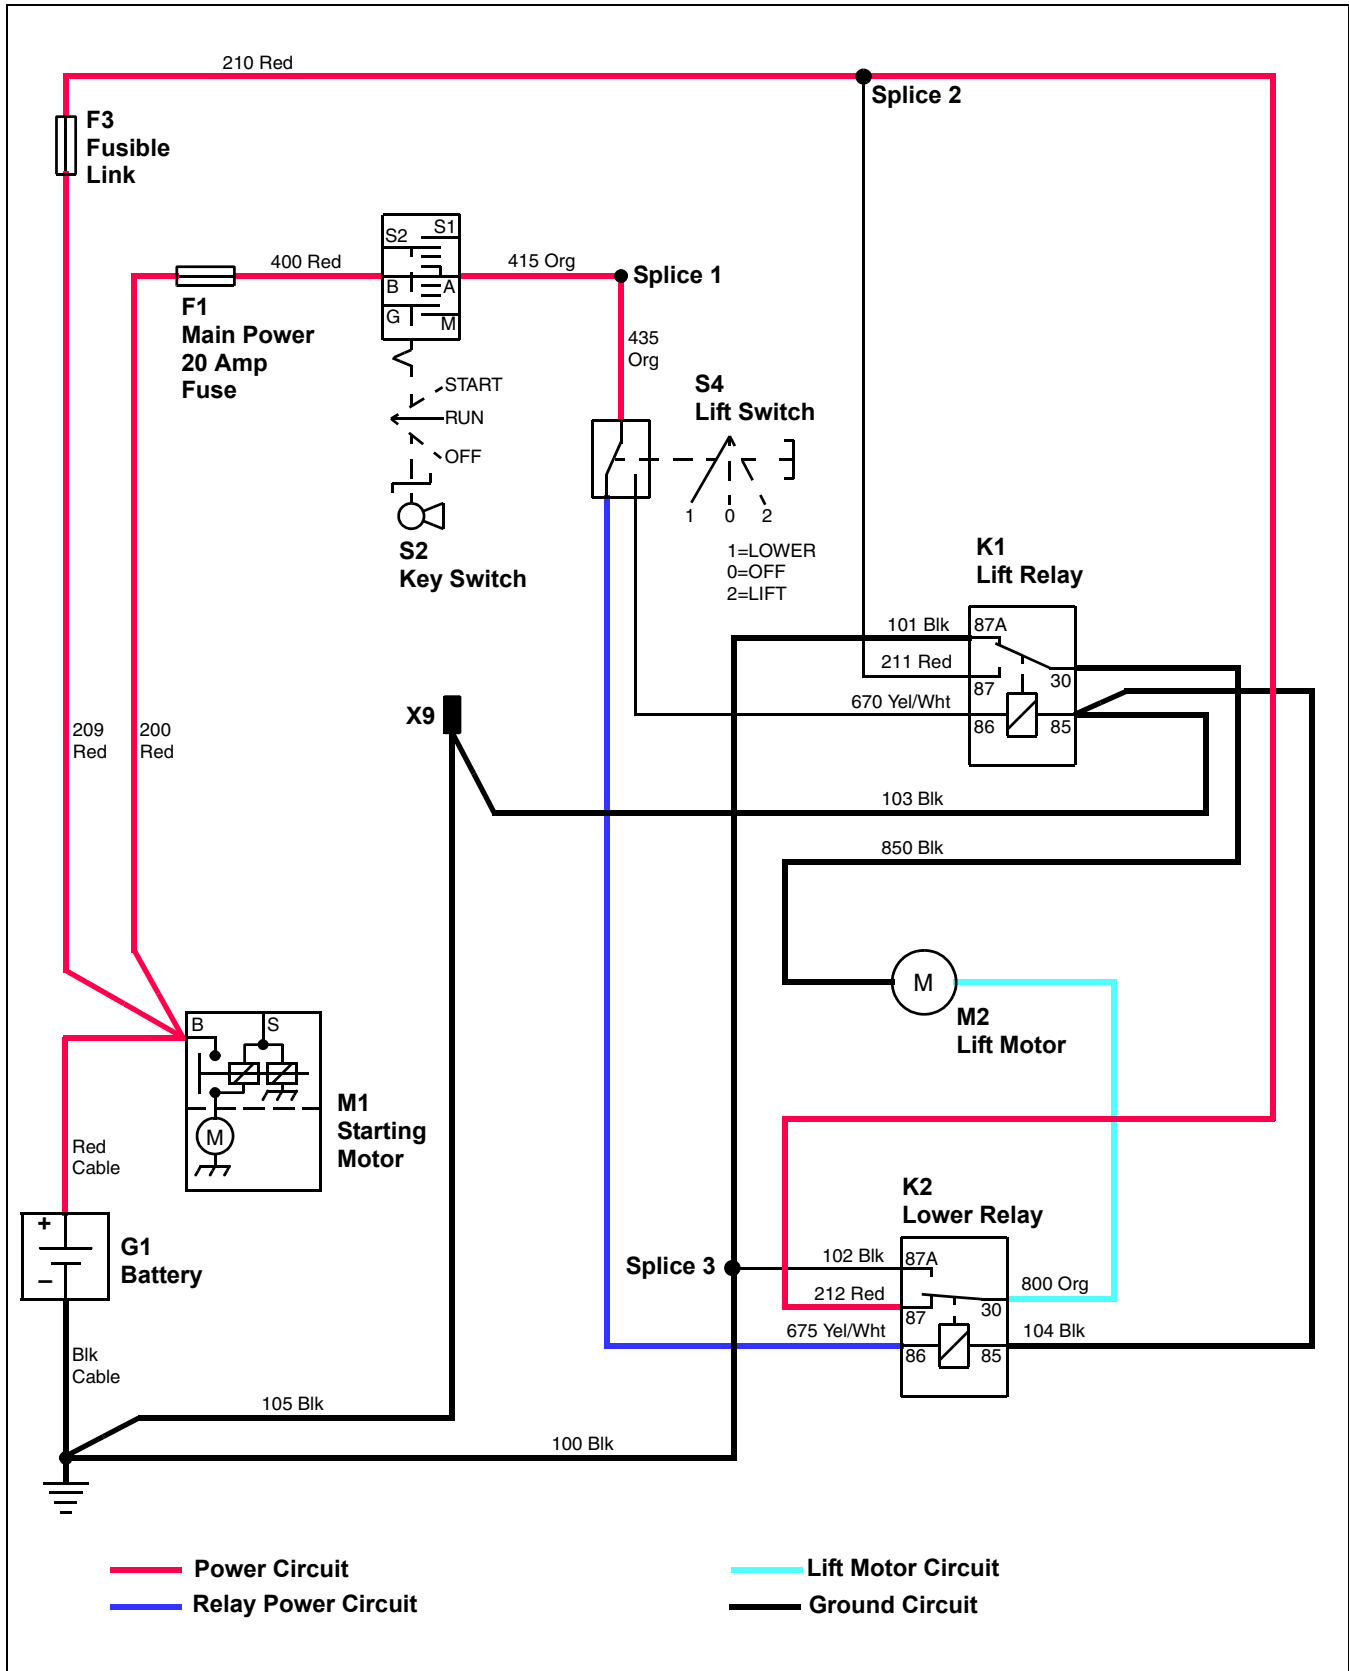 210 Red
Splice 2
F3
Fusible
Link
S2
S1
400 Red
415 Org
Splice 1
B
A
G
M
F1
Main Power
20 Amp
Fuse
435
Org
START
RUN
OFF
S4
Lift Switch
1 0 2
1=LOWER
0=OFF
2=LIFT
S2
Key Switch
K1
Lift Relay
101 Blk
87A
211 Red
87
30
670 Yel/Wht
86
85
X9
209
Red
200
Red
103 Blk
850 Blk
M
M2
Lift Motor
B
S
M
M1
Starting
Motor
Red
Cable
+
–
G1
Battery
K2
Lower Relay
Splice 3
102 Blk
87A
212 Red
87
30
800 Org
675 Yel/Wht
86
85
104 Blk
Blk
Cable
105 Blk
100 Blk
Power Circuit
Lift Motor Circuit
Relay Power Circuit
Ground Circuit